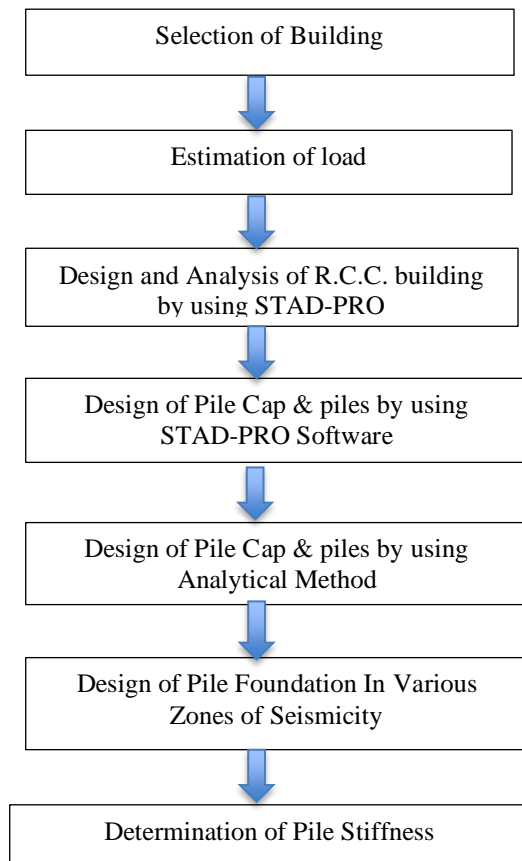 Selection of Building
Estimation of load
Design and Analysis of R.C.C. building
by using STAD-PRO
Design of Pile Cap & piles by using
STAD-PRO Software
Design of Pile Cap & piles by using
Analytical Method
Design of Pile Foundation In Various
Zones of Seismicity
Determination of Pile Stiffness